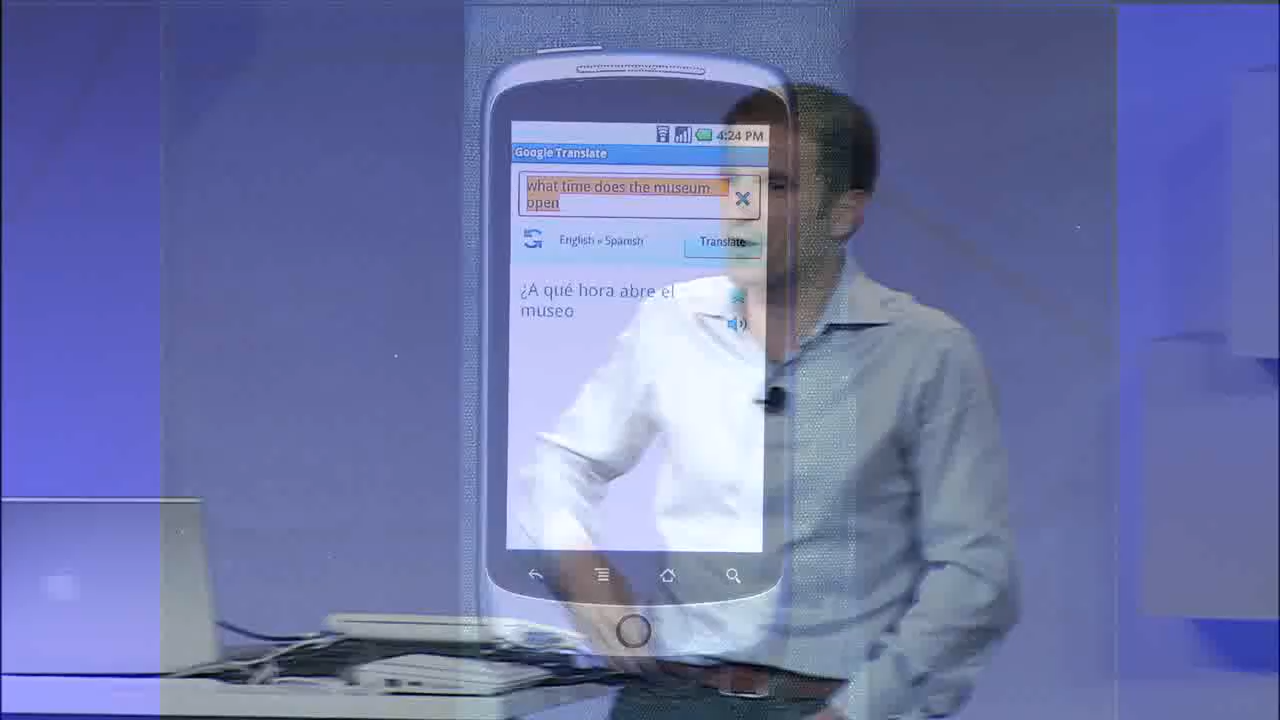 4:24 PM
Google Translate
what time does the museum
open
English » Spanish
Translate
¿A qué hora abre el
museo